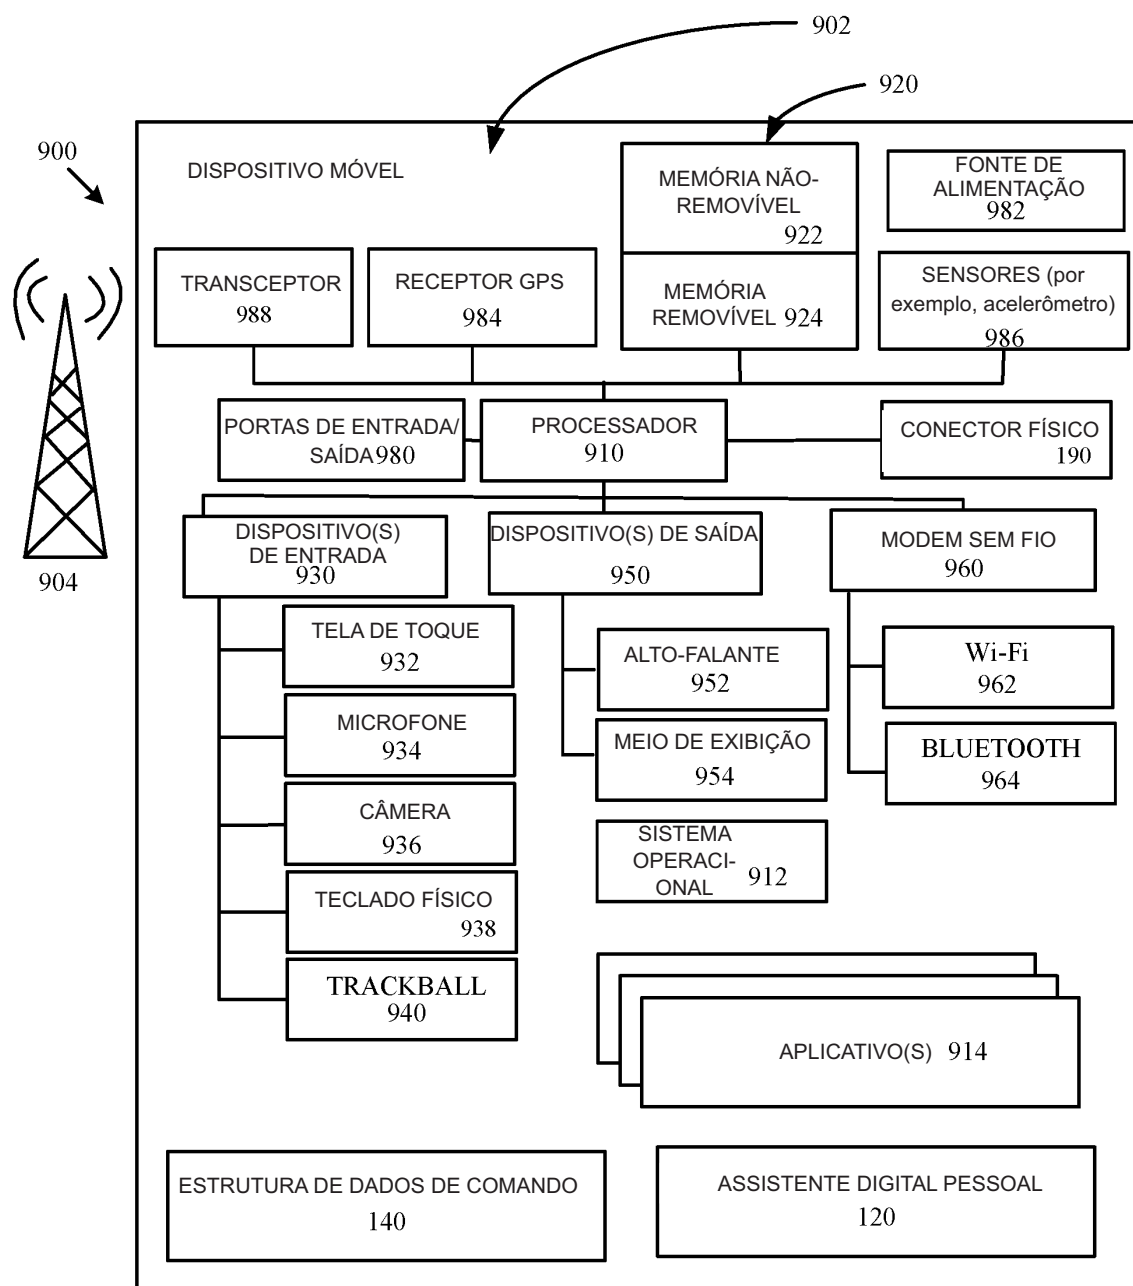 902
920
900
DISPOSITIVO MÓVEL
MEMÓRIA NÃO-
REMOVÍVEL
922
FONTE DE
ALIMENTAÇÃO
982
TRANSCEPTOR
988
RECEPTOR GPS
984
MEMÓRIA
REMOVÍVEL 924
SENSORES (por
exemplo, acelerômetro)
986
PORTAS DE ENTRADA/
SAÍDA 980
PROCESSADOR
910
CONECTOR FÍSICO
190
DISPOSITIVO(S)
DE ENTRADA
930
DISPOSITIVO(S) DE SAÍDA
950
MODEM SEM FIO
960
904
TELA DE TOQUE
932
ALTO-FALANTE
952
Wi-Fi
962
MICROFONE
934
MEIO DE EXIBIÇÃO
954
BLUETOOTH
964
CÂMERA
936
SISTEMA
OPERACI-
ONAL 912
TECLADO FÍSICO
938
TRACKBALL
940
APLICATIVO(S) 914
ESTRUTURA DE DADOS DE COMANDO
140
ASSISTENTE DIGITAL PESSOAL
120